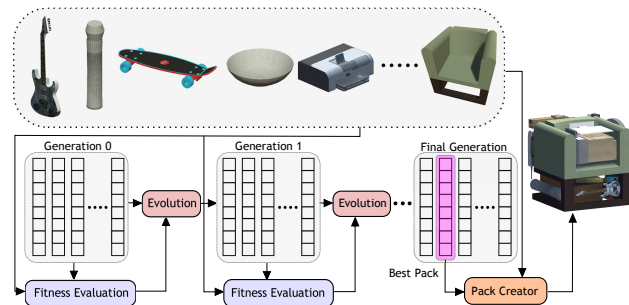 Generation 0
Generation 1
Final Generation
Evolution
Evolution
Best Pack
Fitness Evaluation
Fitness Evaluation
Pack Creator